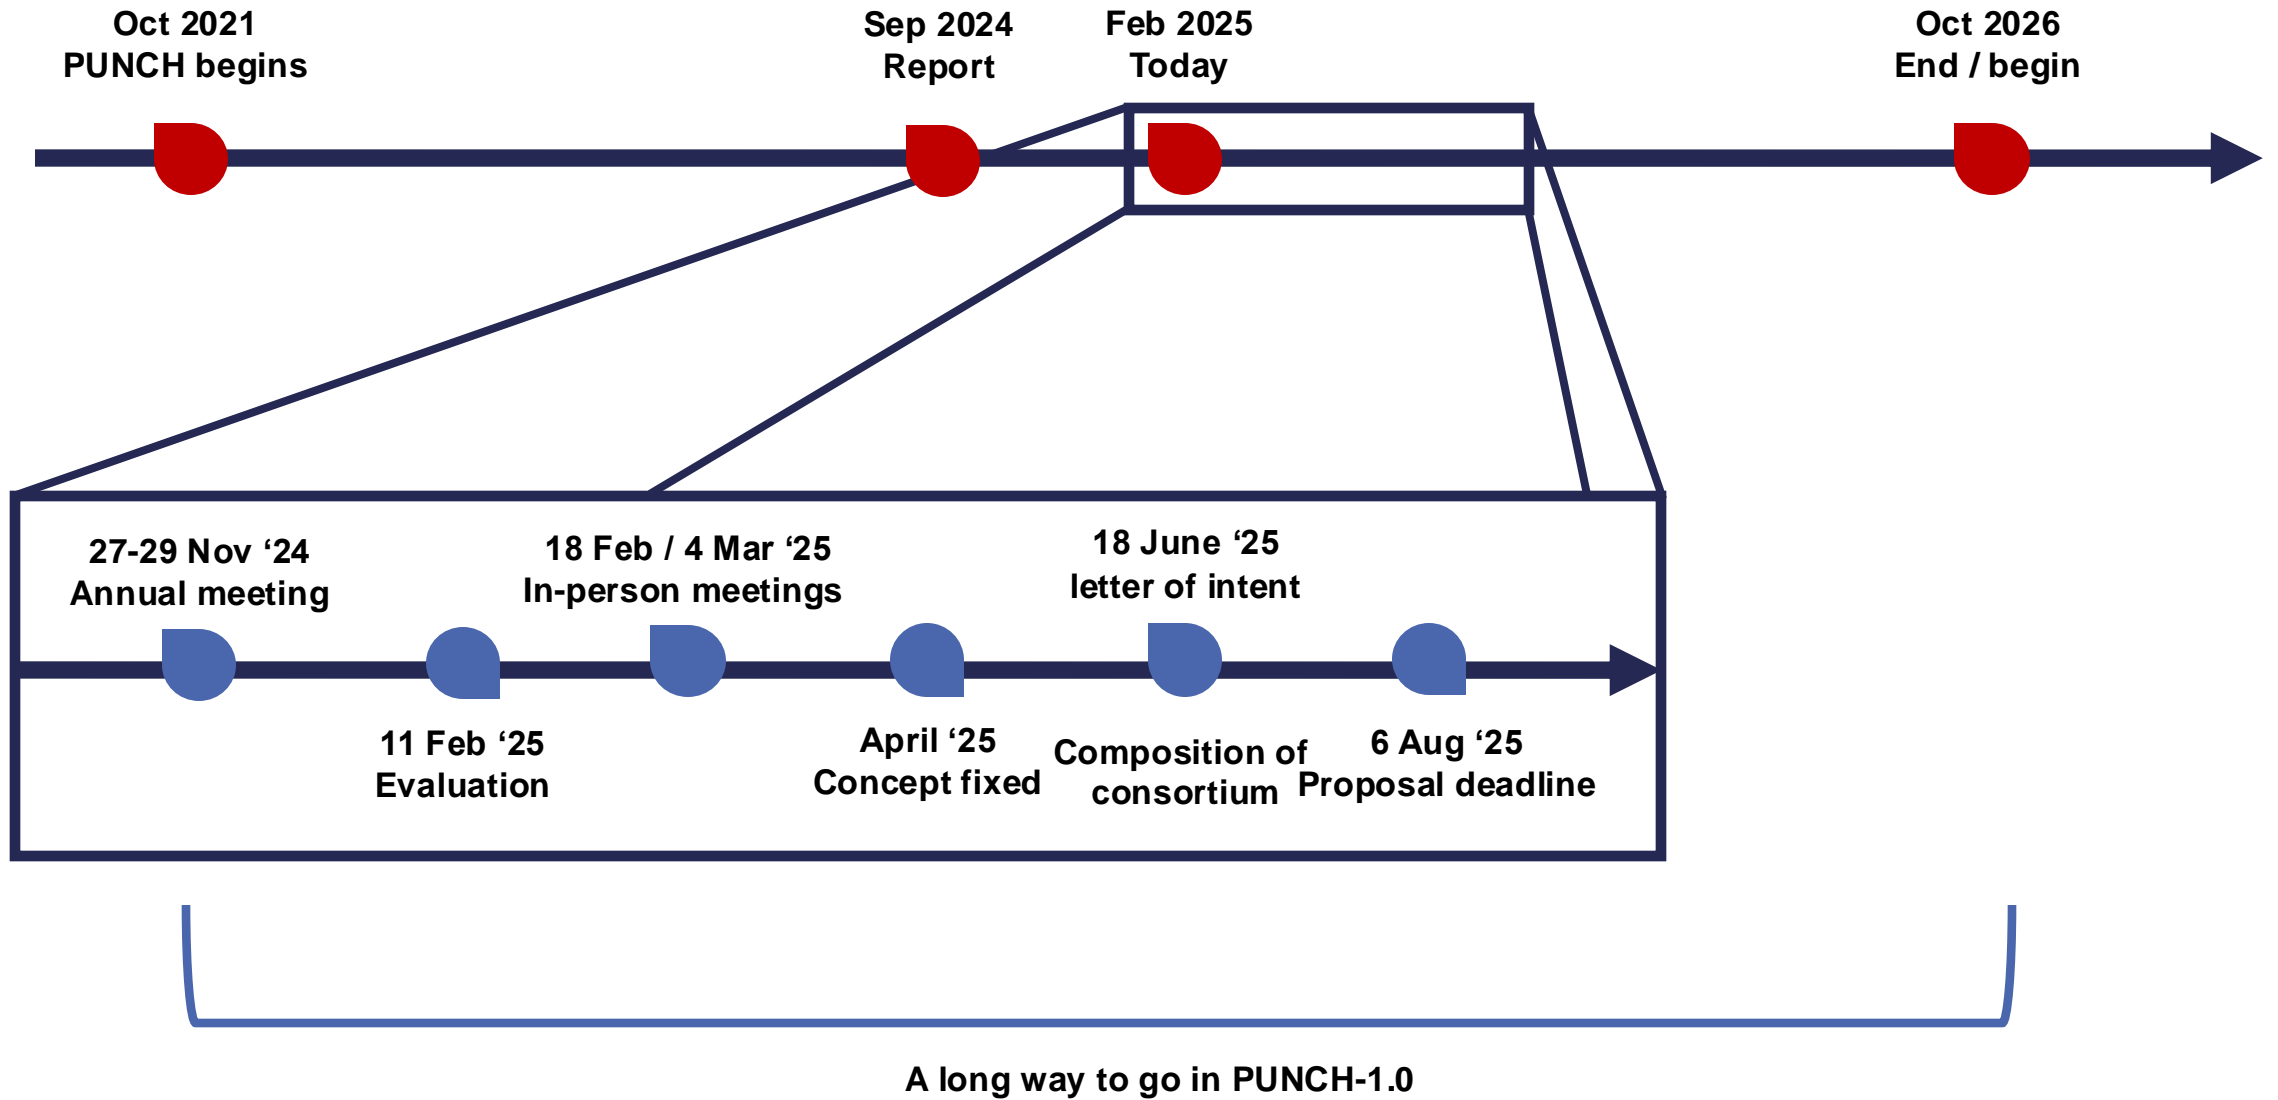 Oct 2021
PUNCH begins
Sep 2024
Report
Feb 2025
Today
Oct 2026
End / begin
27-29 Nov ‘24
Annual meeting
18 Feb / 4 Mar ‘25
In-person meetings
18 June ‘25
letter of intent
11 Feb ‘25
Evaluation
April ‘25
Concept fixed
Composition of
consortium
6 Aug ‘25
Proposal deadline
A long way to go in PUNCH-1.0